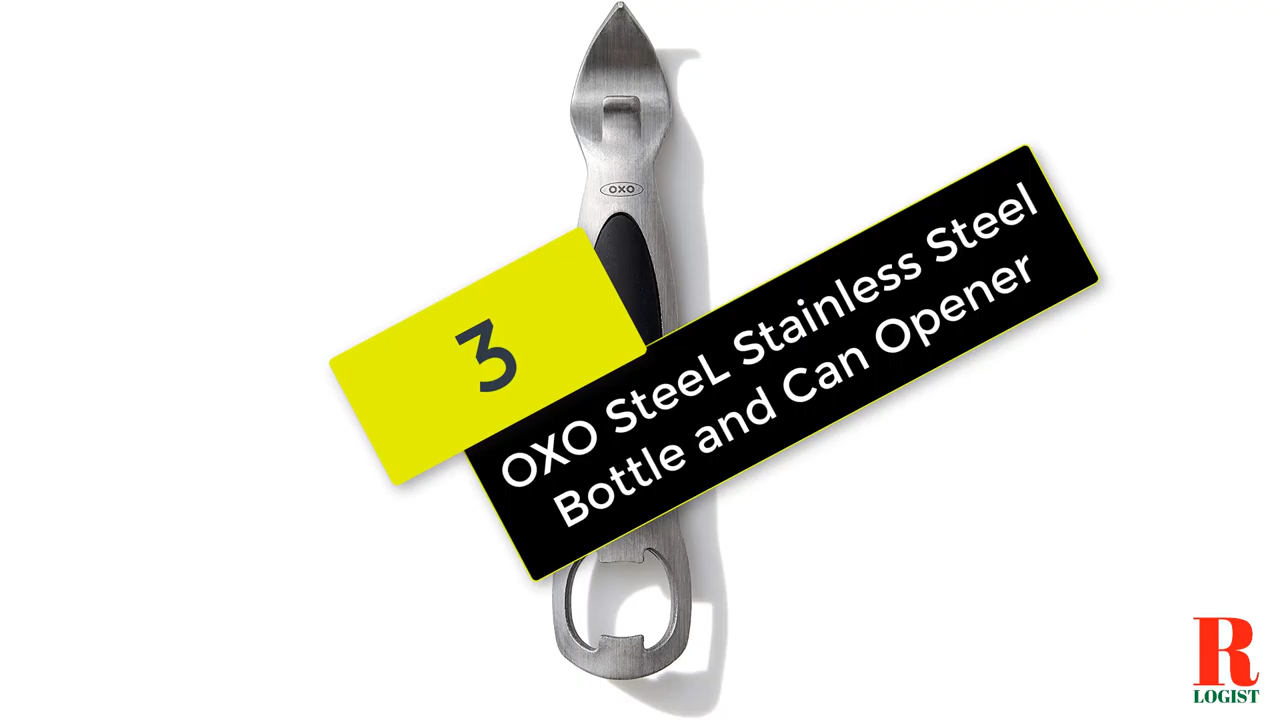 OXO
3
OXO SteeL Stainless Steel
Bottle and Can Opener
R
LOGIST